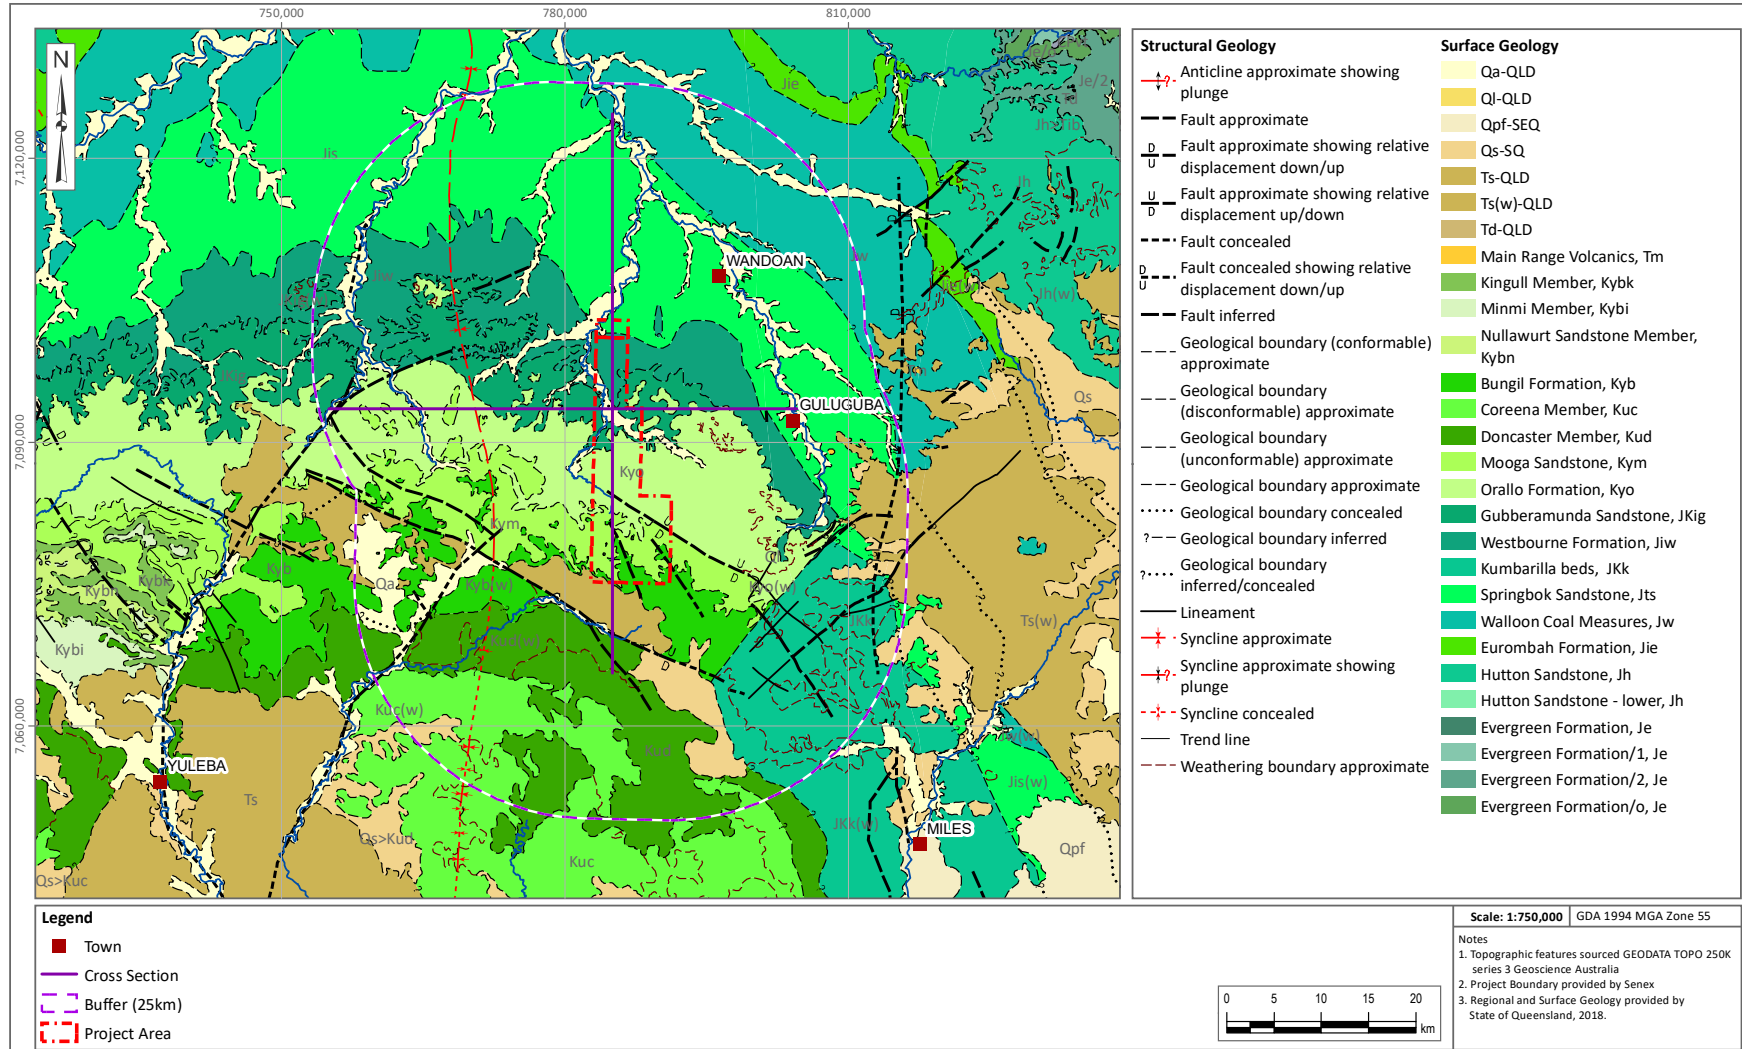 750,000
780,000
810,000
7,120,000
7,090,000
7,060,000
N
Jie
Je/2
Td
Jh>Tib
Jis
Jh
WANDOAN
Jw
Jiw
Jh(w)
JKig
GULUGUBA
Qs
Kyo
Kym
Kyb
Qa
Kyb(w)
Kyo(w)
Kybk
Kybn
Kud(w)
JKk
Ts(w)
Kybi
Kuc(w)
Kud
Jw(w)
YULEBA
Ts
Jis(w)
JKk(w)
MILES
Qs>Kud
Kuc
Qpf
Qs>Kuc
U
D
U
D
D
Structural Geology
Anticline approximate showing
plunge
Fault approximate
D
U
Fault approximate showing relative
displacement down/up
U
D
Fault approximate showing relative
displacement up/down
Fault concealed
D
U
Fault concealed showing relative
displacement down/up
Fault inferred
Geological boundary (conformable)
approximate
Geological boundary
(disconformable) approximate
Geological boundary
(unconformable) approximate
Geological boundary approximate
Geological boundary concealed
Geological boundary inferred
Geological boundary
inferred/concealed
Lineament
Syncline approximate
Syncline approximate showing
plunge
Syncline concealed
Trend line
Weathering boundary approximate
Surface Geology
Qa-QLD
Ql-QLD
Qpf-SEQ
Qs-SQ
Ts-QLD
Ts(w)-QLD
Td-QLD
Main Range Volcanics, Tm
Kingull Member, Kybk
Minmi Member, Kybi
Nullawurt Sandstone Member,
Kybn
Bungil Formation, Kyb
Coreena Member, Kuc
Doncaster Member, Kud
Mooga Sandstone, Kym
Orallo Formation, Kyo
Gubberamunda Sandstone, JKig
Westbourne Formation, Jiw
Kumbarilla beds, JKk
Springbok Sandstone, Jts
Walloon Coal Measures, Jw
Eurombah Formation, Jie
Hutton Sandstone, Jh
Hutton Sandstone - lower, Jh
Evergreen Formation, Je
Evergreen Formation/1, Je
Evergreen Formation/2, Je
Evergreen Formation/o, Je
Legend
Town
Cross Section
Buffer (25km)
Project Area
0 5 10 15 20
km
Scale: 1:750,000 GDA 1994 MGA Zone 55
Notes
1. Topographic features sourced GEODATA TOPO 250K
series 3 Geoscience Australia
2. Project Boundary provided by Senex
3. Regional and Surface Geology provided by
State of Queensland, 2018.